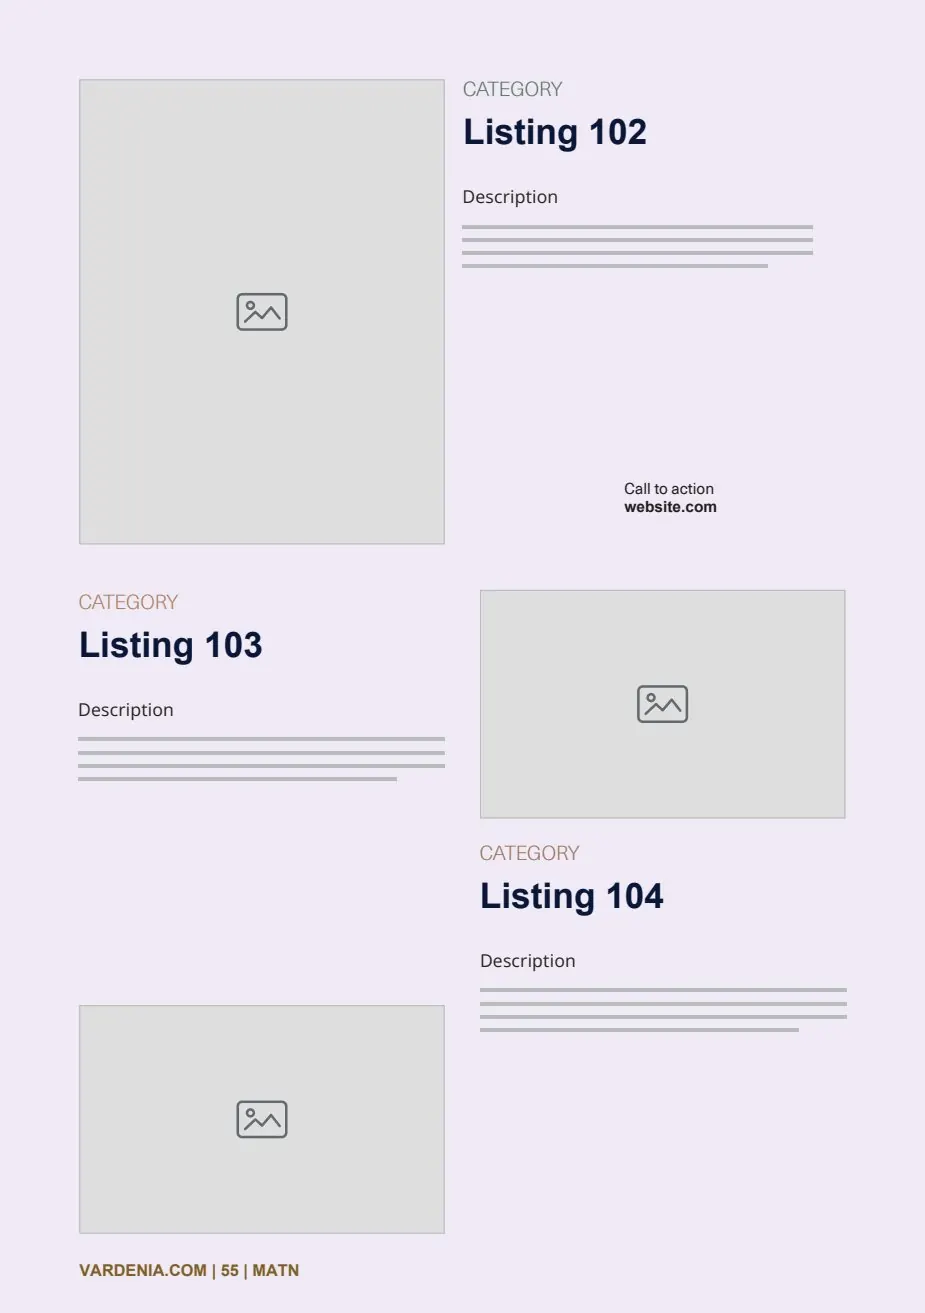 CATEGORY
Listing 102
Description
Call to action
website.com
CATEGORY
Listing 103
Description
CATEGORY
Listing 104
Description
VARDENIA.COM | 55 | MATN